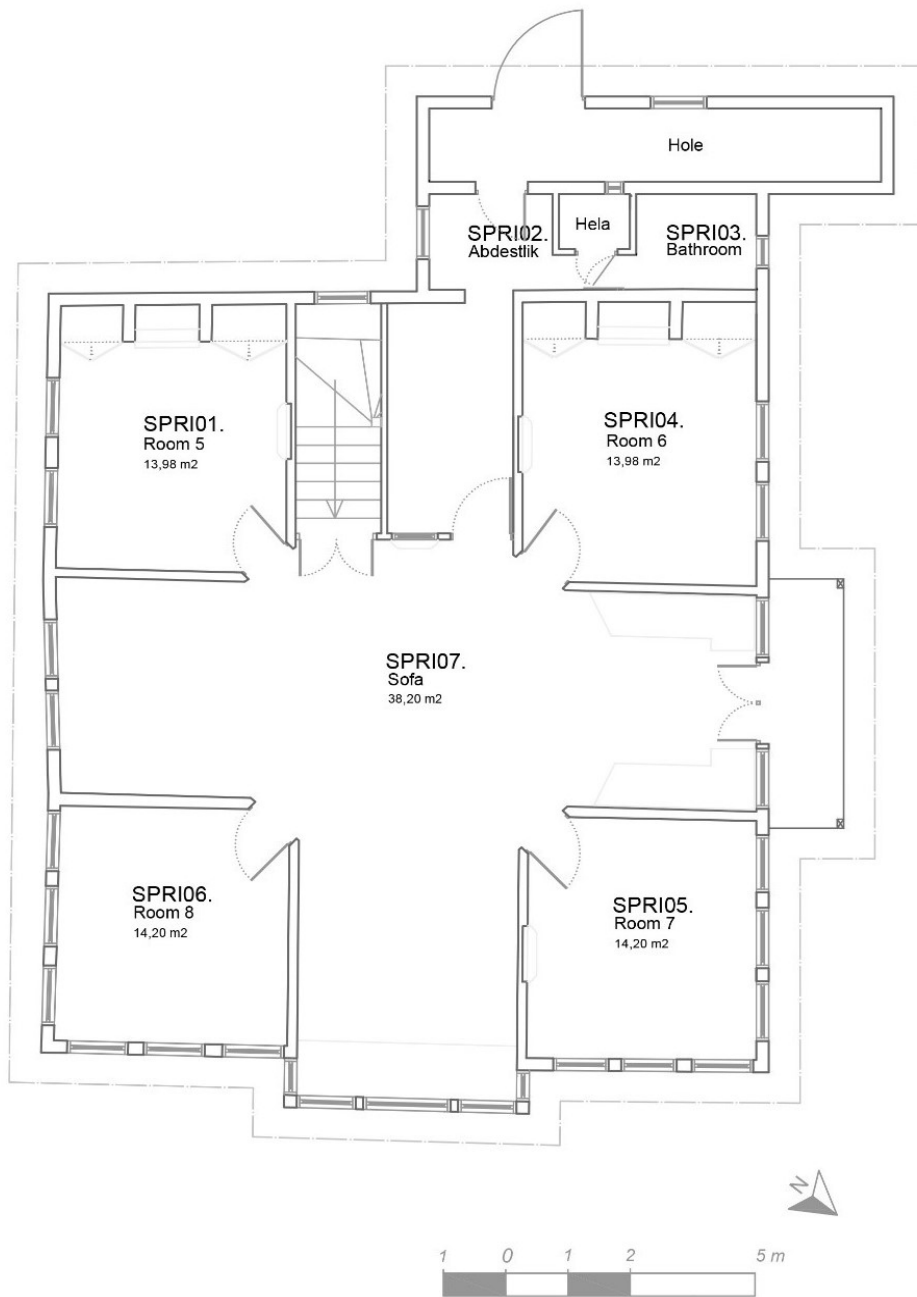 Hole
SPRI02.
Abdestlik
Hela
SPRI03.
Bathroom
SPRI01.
Room 5
13,98 m2
SPRI04.
Room 6
13,98 m2
SPRI07.
Sofa
38,20 m2
SPRI06.
Room 8
14,20 m2
SPRI05.
Room 7
14,20 m2
N
1 0 1 2 5 m